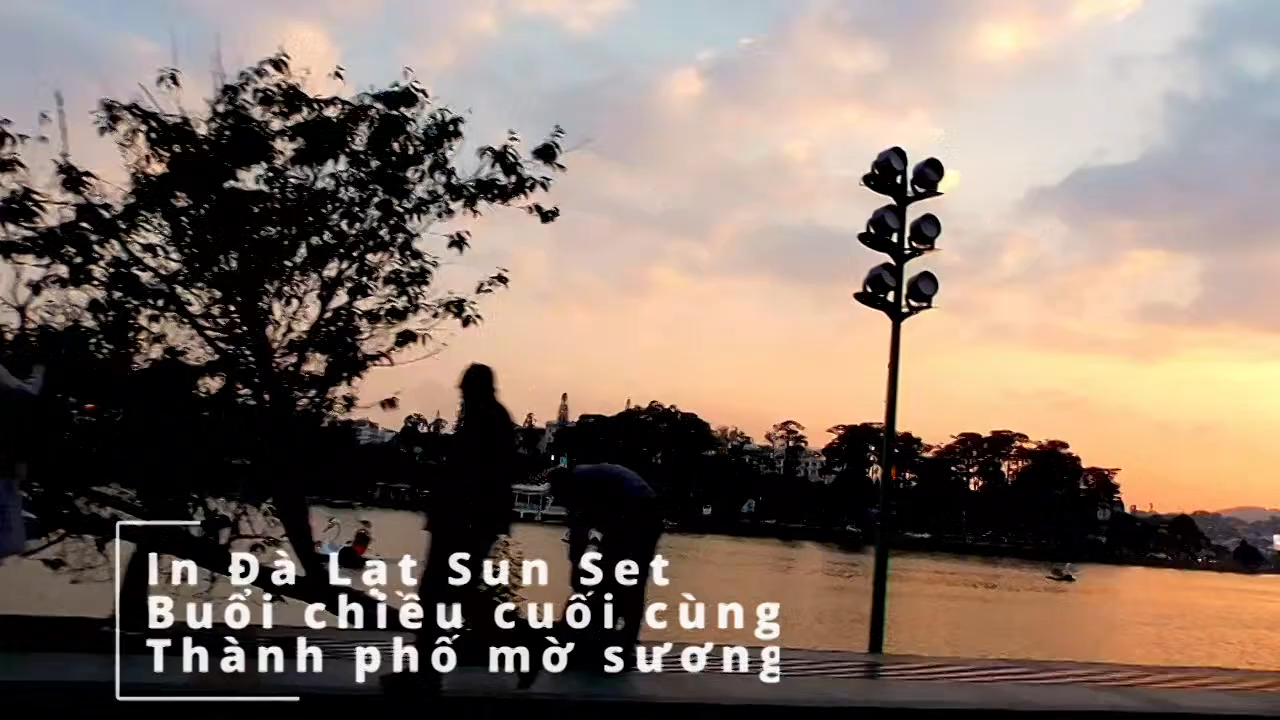 In Đà Lạt Sun Set
Buổi chiều cuối cùng
Thành phố mờ sương